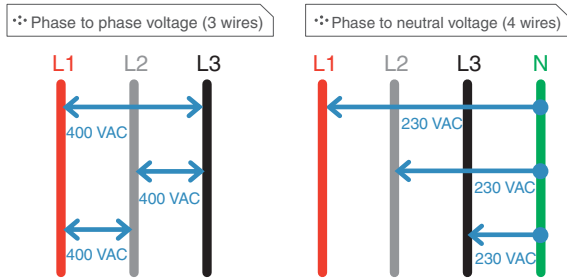 Phase to phase voltage (3 wires)
L1 L2 L3
400 VAC
400 VAC
400 VAC
Phase to neutral voltage (4 wires)
L1 L2 L3 N
230 VAC
230 VAC
230 VAC